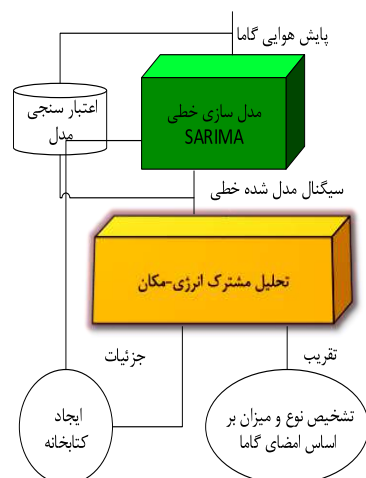 پایش هوایی گاما
اعتبار سنجی
مدل
مدل سازی خطی
SARIMA
سیگنال مدل شده خطی
تحلیل مشترک انرژی-مکان
جزئیات
تقریب
ایجاد
کتابخانه
تشخیص نوع و میزان بر
اساس امضای گاما